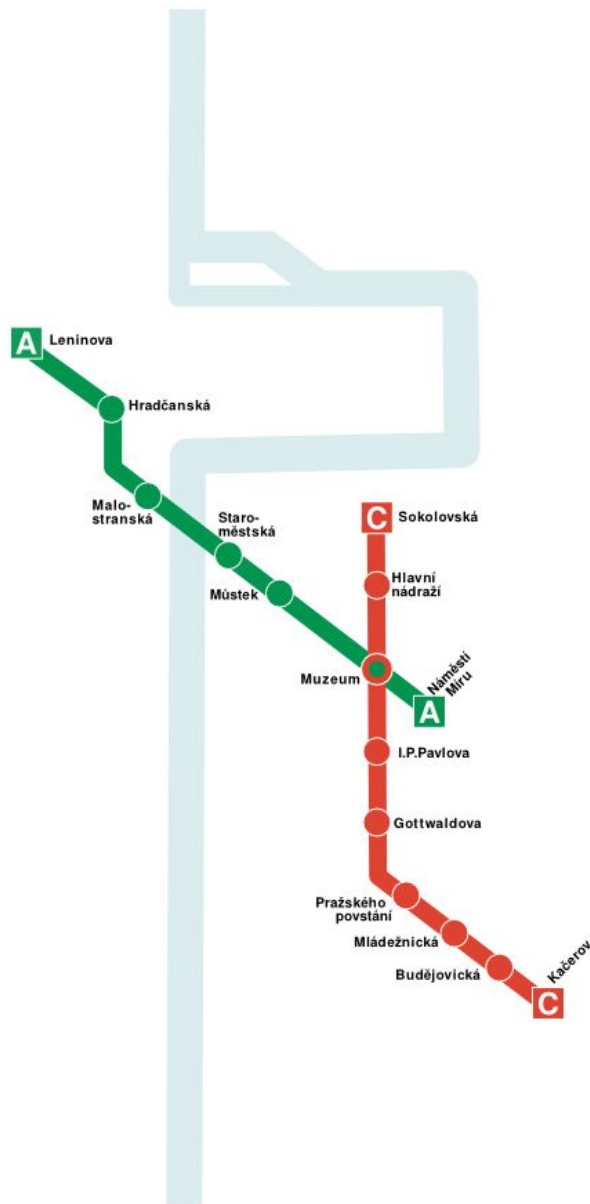 A
Leninova
Hradčanská
Malo-
stranská
Staro-
městská
Můstek
C
Sokolovská
Hlavní
nádraží
Muzeum
Náměstí
Míru
A
I.P.Pavlova
Gottwaldova
Pražského
povstání
Mládežnická
Budějovická
Kačerov
C